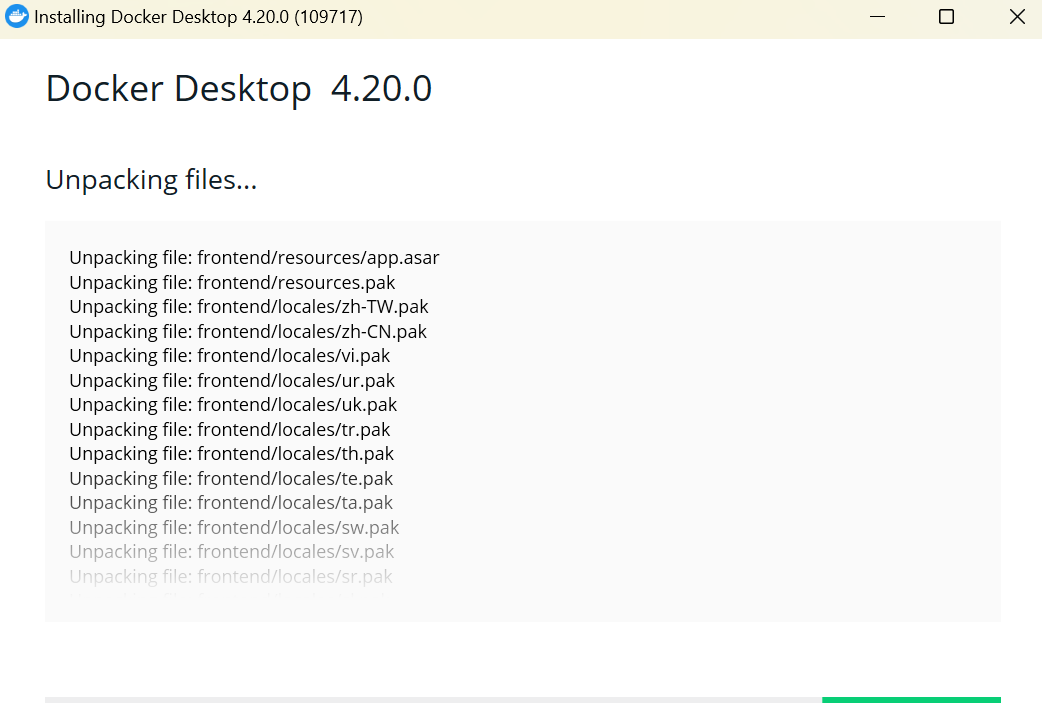 Installing Docker Desktop 4.20.0 (109717)
Docker Desktop 4.20.0
Unpacking files...
Unpacking file: frontend/resources/app.asar
Unpacking file: frontend/resources.pak
Unpacking file: frontend/locales/zh-TW.pak
Unpacking file: frontend/locales/zh-CN.pak
Unpacking file: frontend/locales/vi.pak
Unpacking file: frontend/locales/ur.pak
Unpacking file: frontend/locales/uk.pak
Unpacking file: frontend/locales/tr.pak
Unpacking file: frontend/locales/th.pak
Unpacking file: frontend/locales/te.pak
Unpacking file: frontend/locales/ta.pak
Unpacking file: frontend/locales/sw.pak
Unpacking file: frontend/locales/sv.pak
Unpacking file: frontend/locales/sr.pak